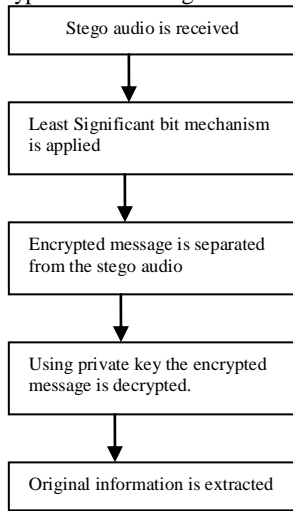 Stego audio is received
Least Significant bit mechanism
is applied
Encrypted message is separated
from the stego audio
Using private key the encrypted
message is decrypted.
Original information is extracted